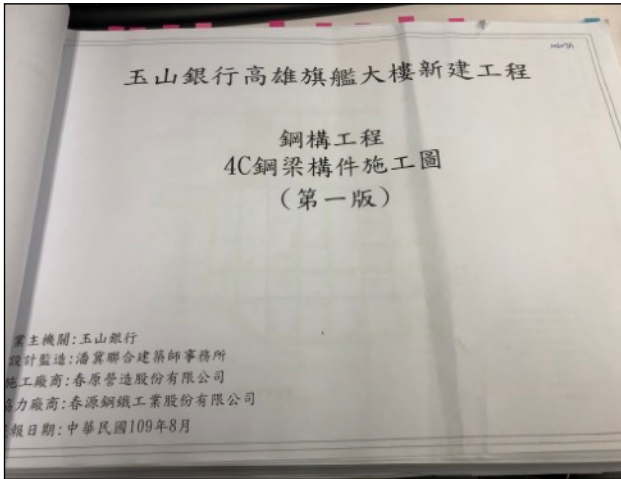 玉山銀行高雄旗艦大樓新建工程
鋼構工程
4C鋼梁構件施工圖
(第一版)
業主機關:玉山銀行
設計監造:潘冀聯合建築師事務所
施工廠商:春原營造股份有限公司
協力廠商:春源鋼鐵工業股份有限公司
報日期:中華民國109年8月